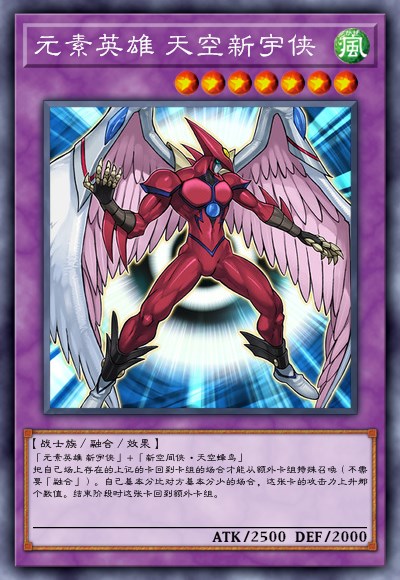 元素英雄 天空新宇侠
風
【战士族／融合／效果】
「元素英雄 新宇侠」+「新空间侠・天空蜂鸟」
把自己场上存在的上记的卡回到卡组的场合才能从额外卡组特殊召唤（不需
要「融合」）。自己基本分比对方基本分少的场合，这张卡的攻击力上升那
个数值。结束阶段时这张卡回到额外卡组。
ATK/2500 DEF/2000